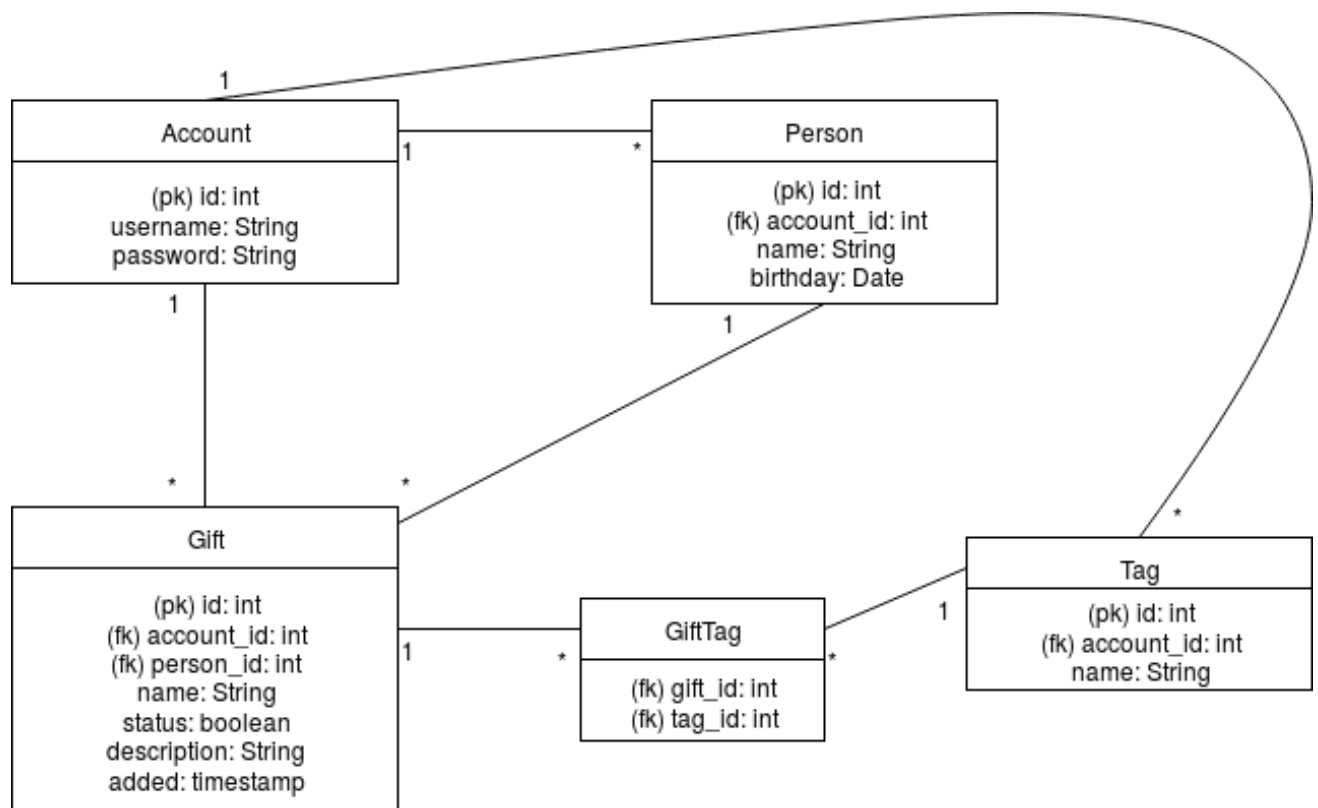 1
Account
(pk) id: int
username: String
password: String
1
*
Person
(pk) id: int
(fk) account_id: int
name: String
birthday: Date
1
1
*
*
*
Gift
(pk) id: int
(fk) account_id: int
(fk) person_id: int
name: String
status: boolean
description: String
added: timestamp
1
*
GiftTag
(fk) gift_id: int
(fk) tag_id: int
*
1
Tag
(pk) id: int
(fk) account_id: int
name: String